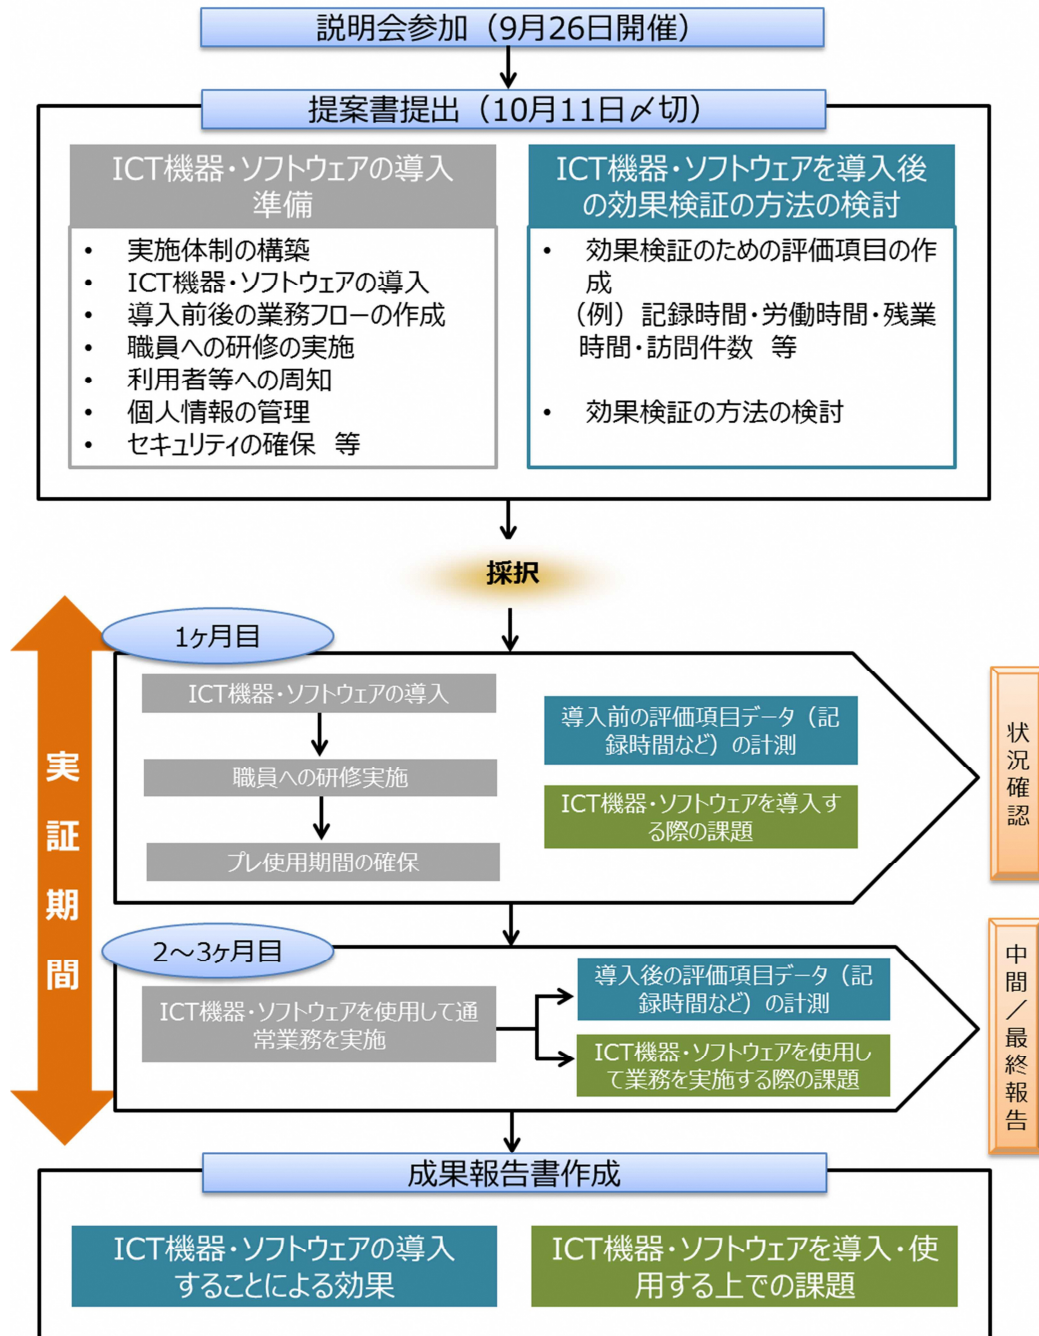 説明会参加（9月26日開催）
提案書提出（10月11日〆切）
ICT機器・ソフトウェアの導入
準備
• 実施体制の構築
• ICT機器・ソフトウェアの導入
• 導入前後の業務フローの作成
• 職員への研修の実施
• 利用者等への周知
• 個人情報の管理
• セキュリティの確保　等
ICT機器・ソフトウェアを導入後
の効果検証の方法の検討
• 効果検証のための評価項目の作
成
（例）記録時間・労働時間・残業
時間・訪問件数　等
• 効果検証の方法の検討
採択
実証期間
1ヶ月目
ICT機器・ソフトウェアの導入
職員への研修実施
プレ使用期間の確保
導入前の評価項目データ（記
録時間など）の計測
ICT機器・ソフトウェアを導入す
る際の課題
状況確認
2～3ヶ月目
ICT機器・ソフトウェアを使用して通
常業務を実施
導入後の評価項目データ（記
録時間など）の計測
ICT機器・ソフトウェアを使用し
て業務を実施する際の課題
中間／最終報告
成果報告書作成
ICT機器・ソフトウェアの導入
することによる効果
ICT機器・ソフトウェアを導入・使
用する上での課題